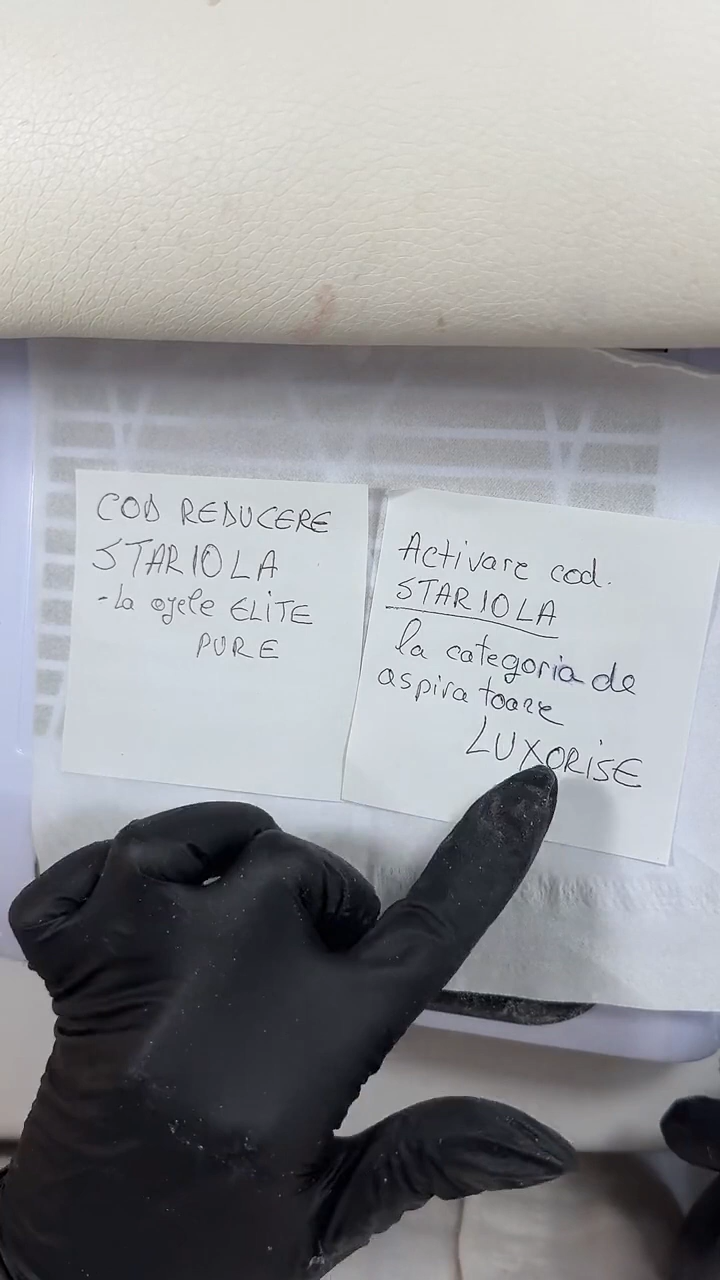 COD REDUCERE
STARIOLA
- La ojele ELITE
PURE
Activare cod.
STARIOLA
la categoria de
aspiratoare
LUXORISE